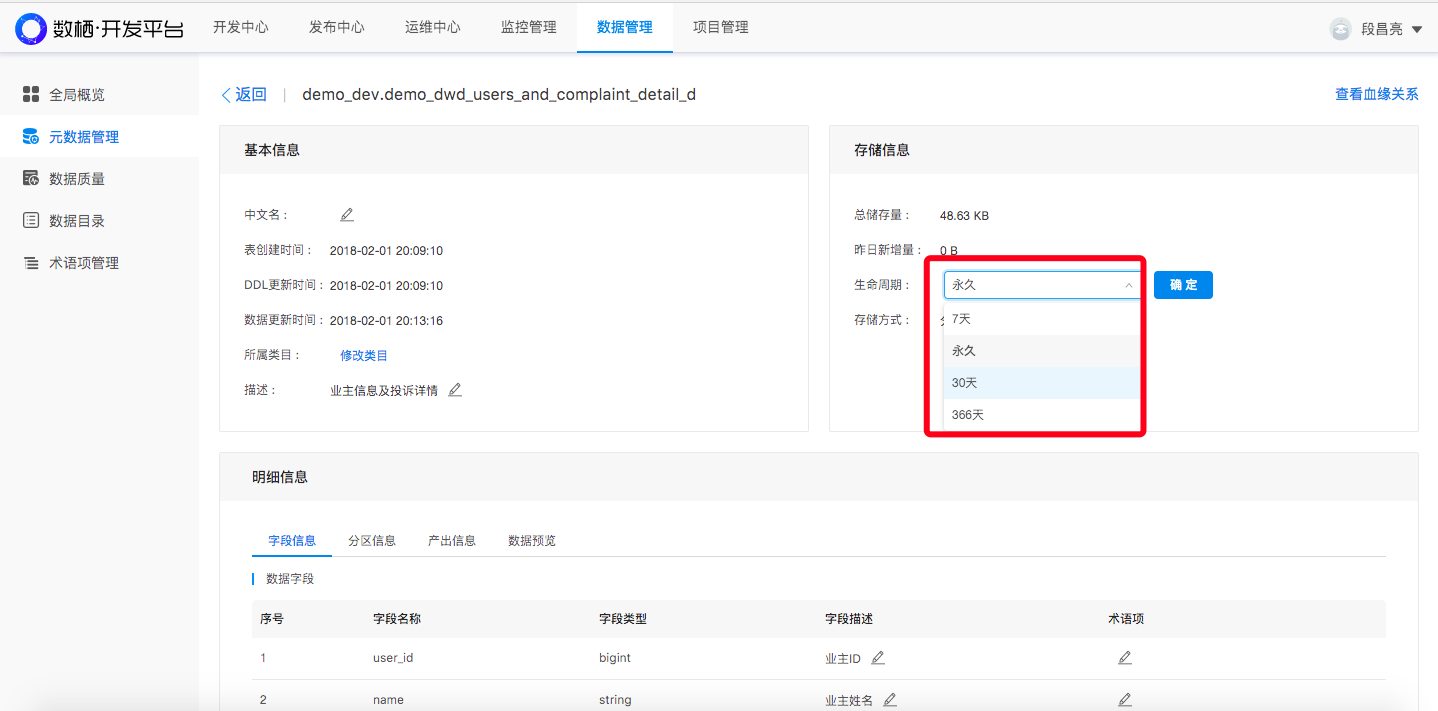 数栖·开发平台
开发中心 发布中心 运维中心 监控管理 数据管理 项目管理
段昌亮
全局概览
元数据管理
数据质量
数据目录
术语项管理
返回 | demo_dev.demo_dwd_users_and_complaint_detail_d
查看血缘关系
基本信息
中文名：
表创建时间： 2018-02-01 20:09:10
DDL更新时间： 2018-02-01 20:09:10
数据更新时间： 2018-02-01 20:13:16
所属类目： 修改类目
描述： 业主信息及投诉详情
存储信息
总储存量： 48.63 KB
昨日新增量： 0 B
生命周期： 永久 确定
存储方式：
7天
永久
30天
366天
明细信息
字段信息 分区信息 产出信息 数据预览
数据字段
序号 字段名称 字段类型 字段描述 术语项
1 user_id bigint 业主ID
2 name string 业主姓名